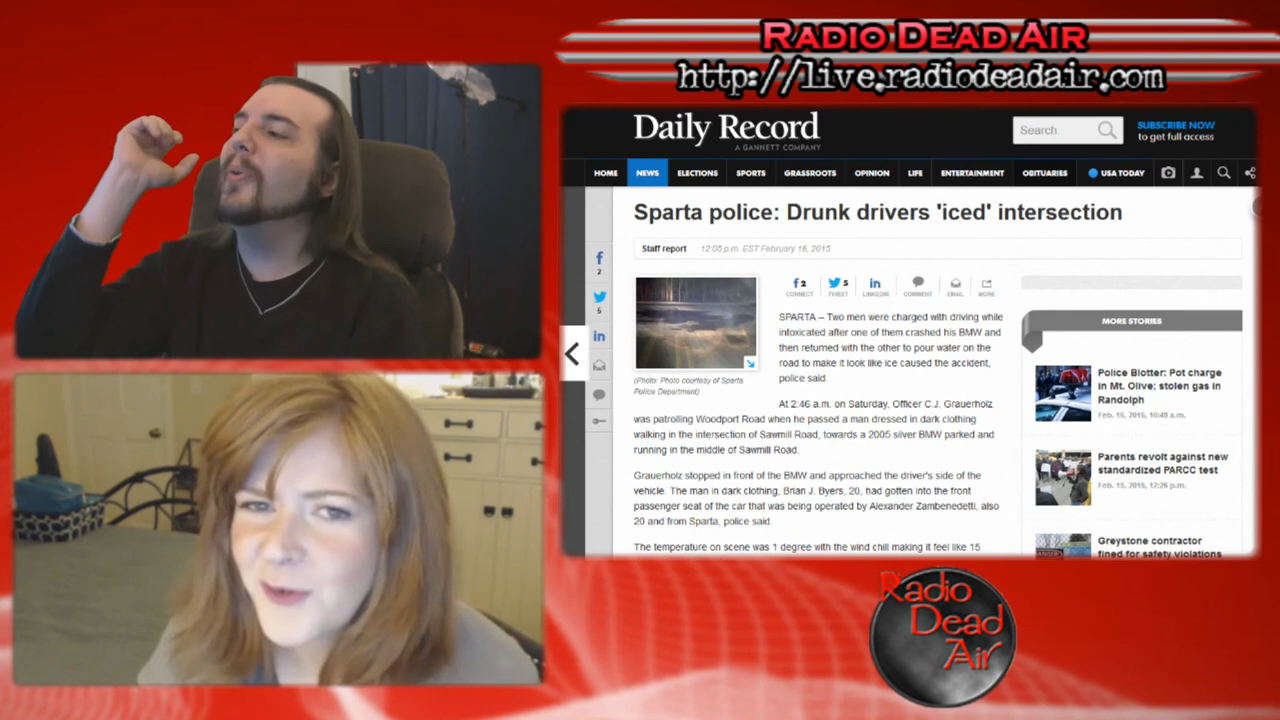 RADIO DEAD AIR
http://live.radiodeadair.com
Daily Record
A GANNETT COMPANY
Search
SUBSCRIBE NOW
to get full access
HOME NEWS ELECTIONS SPORTS GRASSROOTS OPINION LIFE ENTERTAINMENT OBITUARIES USA TODAY
Sparta police: Drunk drivers 'iced' intersection
Staff report 12:05 p.m. EST February 16, 2015
2
5
2
CONNECT
5
TWEET
LINKEDIN
COMMENT
EMAIL
MORE
(Photo: Photo courtesy of Sparta
Police Department)
SPARTA – Two men were charged with driving while
intoxicated after one of them crashed his BMW and
then returned with the other to pour water on the
road to make it look like ice caused the accident,
police said.
At 2:46 a.m. on Saturday, Officer C.J. Grauerholz
was patrolling Woodport Road when he passed a man dressed in dark clothing
walking in the intersection of Sawmill Road, towards a 2005 silver BMW parked and
running in the middle of Sawmill Road.
Grauerholz stopped in front of the BMW and approached the driver's side of the
vehicle. The man in dark clothing, Brian J. Byers, 20, had gotten into the front
passenger seat of the car that was being operated by Alexander Zambenedetti, also
20 and from Sparta, police said.
The temperature on scene was 1 degree with the wind chill making it feel like 15
MORE STORIES
Police Blotter: Pot charge
in Mt. Olive; stolen gas in
Randolph
Feb. 16, 2015, 10:49 a.m.
Parents revolt against new
standardized PARCC test
Feb. 15, 2015, 12:26 p.m.
Greystone contractor
fined for safety violations
Radio
Dead
Air